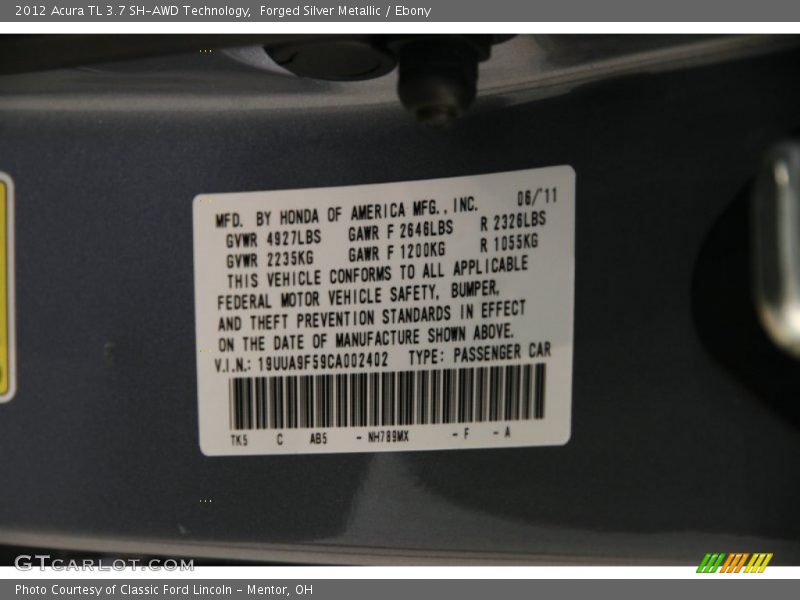 2012 Acura TL 3.7 SH-AWD Technology,  Forged Silver Metallic / Ebony
MFD. BY HONDA OF AMERICA MFG., INC. 06/'11
GVWR 4927LBS GAWR F 2646LBS R 2326LBS
GVWR 2235KG GAWR F 1200KG R 1055KG
THIS VEHICLE CONFORMS TO ALL APPLICABLE
FEDERAL MOTOR VEHICLE SAFETY, BUMPER,
AND THEFT PREVENTION STANDARDS IN EFFECT
ON THE DATE OF MANUFACTURE SHOWN ABOVE.
V.I.N.: 19UUA9F59CA002402 TYPE: PASSENGER CAR
TK5 C AB5 - NH789MX - F - A
GTCARLOT.COM
Photo Courtesy of Classic Ford Lincoln - Mentor, OH